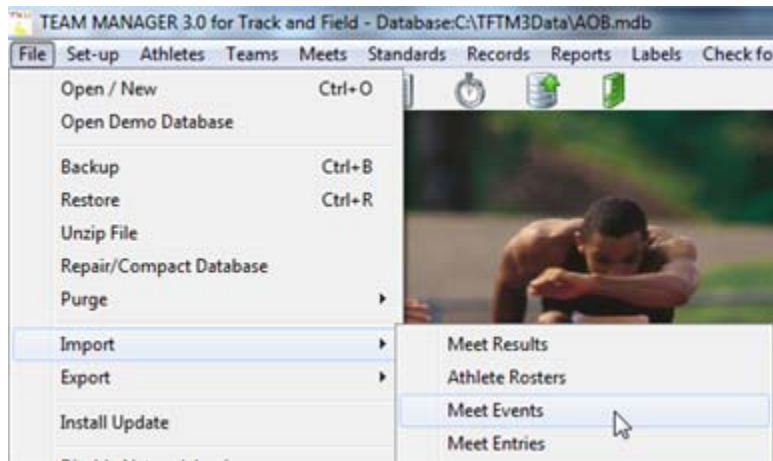 TEAM MANAGER 3.0 for Track and Field - Database:C:\TFTM3Data\AOB.mdb
File Set-up Athletes Teams Meets Standards Records Reports Labels Check fo
Open / New Ctrl+O
Open Demo Database
Backup Ctrl+B
Restore Ctrl+R
Unzip File
Repair/Compact Database
Purge
Import
Export
Install Update
Meet Results
Athlete Rosters
Meet Events
Meet Entries